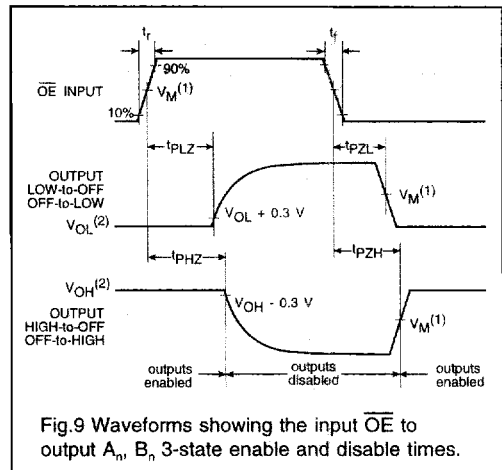 tr
tf
90%
OE INPUT
VM(1)
10%
tPLZ
tPZL
OUTPUT
LOW-to-OFF
OFF-to-LOW
VM(1)
VOL(2)
VOL + 0.3 V
tPHZ
tPZH
VOH(2)
VOH - 0.3 V
OUTPUT
HIGH-to-OFF
OFF-to-HIGH
VM(1)
outputs
enabled
outputs
disabled
outputs
enabled
Fig.9 Waveforms showing the input OE to
output An, Bn 3-state enable and disable times.